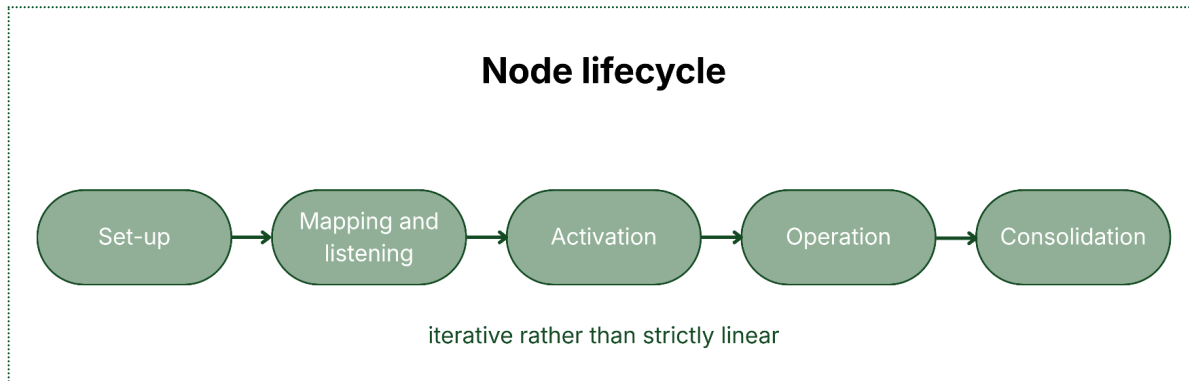 Node lifecycle
Set-up
Mapping and
listening
Activation
Operation
Consolidation
iterative rather than strictly linear